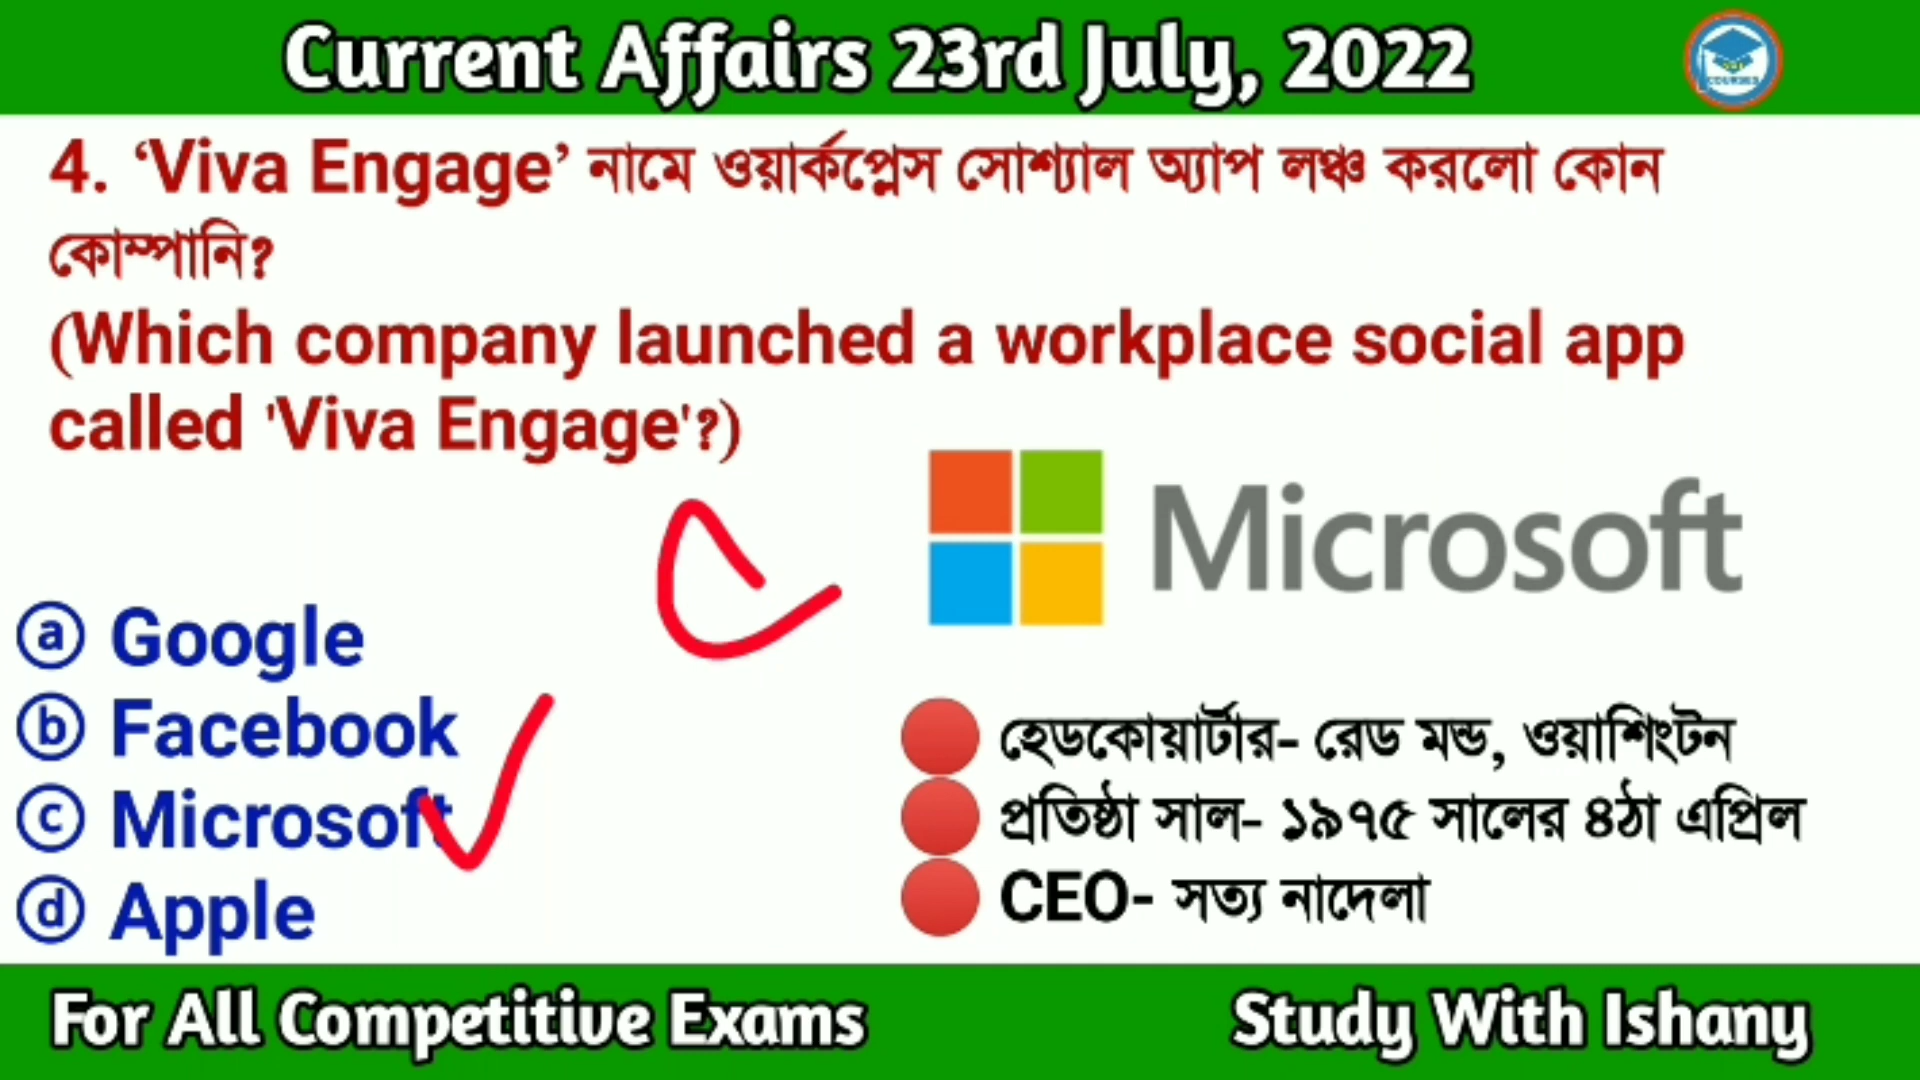 Current Affairs 23rd July, 2022
COURSES
4. ‘Viva Engage’ নামে ওয়ার্কপ্লেস সোশ্যাল অ্যাপ লঞ্চ করলো কোন
কোম্পানি?
(Which company launched a workplace social app
called 'Viva Engage'?)
Microsoft
ⓐ Google
ⓑ Facebook
ⓒ Microsoft
ⓓ Apple
হেডকোয়ার্টার- রেড মন্ড, ওয়াশিংটন
প্রতিষ্ঠা সাল- ১৯৭৫ সালের ৪ঠা এপ্রিল
CEO- সত্য নাদেলা
For All Competitive Exams
Study With Ishany